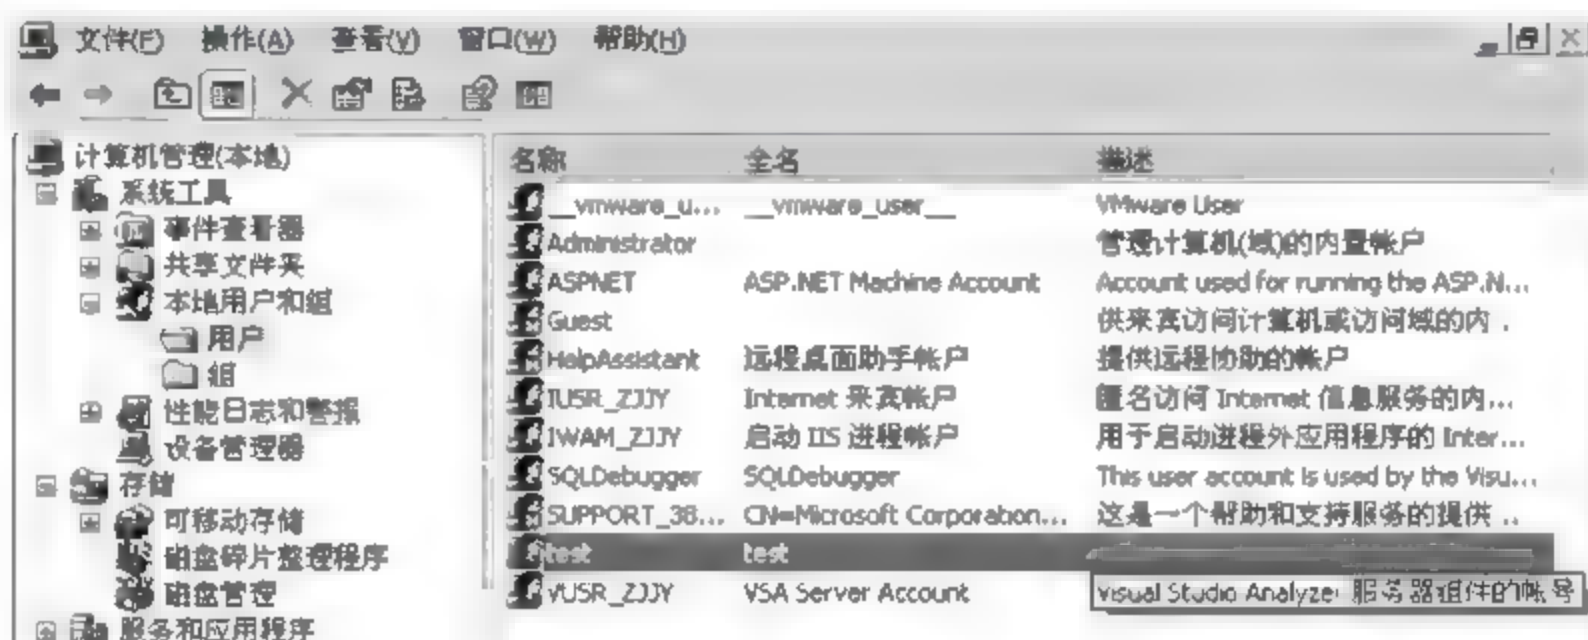 文件(F) 操作(A) 查看(V) 窗口(W) 帮助(H)
计算机管理(本地)
系统工具
事件查看器
共享文件夹
本地用户和组
用户
组
性能日志和警报
设备管理器
存储
可移动存储
磁盘碎片整理程序
磁盘管理
服务和应用程序
名称 全名 描述
__vmware_u... __vmware_user__ VMware User
Administrator 管理计算机(域)的内置帐户
ASPNET ASP.NET Machine Account Account used for running the ASP.N...
Guest 供来宾访问计算机或访问域的内...
HelpAssistant 远程桌面助手帐户 提供远程协助的帐户
IUSR_ZJJY Internet 来宾帐户 匿名访问 Internet 信息服务的内...
IWAM_ZJJY 启动 IIS 进程帐户 用于启动进程外应用程序的 Inter...
SQLDebugger SQLDebugger This user account is used by the Visu...
SUPPORT_38... CN=Microsoft Corporation... 这是一个帮助和支持服务的提供...
test test
VUSR_ZJJY VSA Server Account Visual Studio Analyzer 服务器组件的帐号